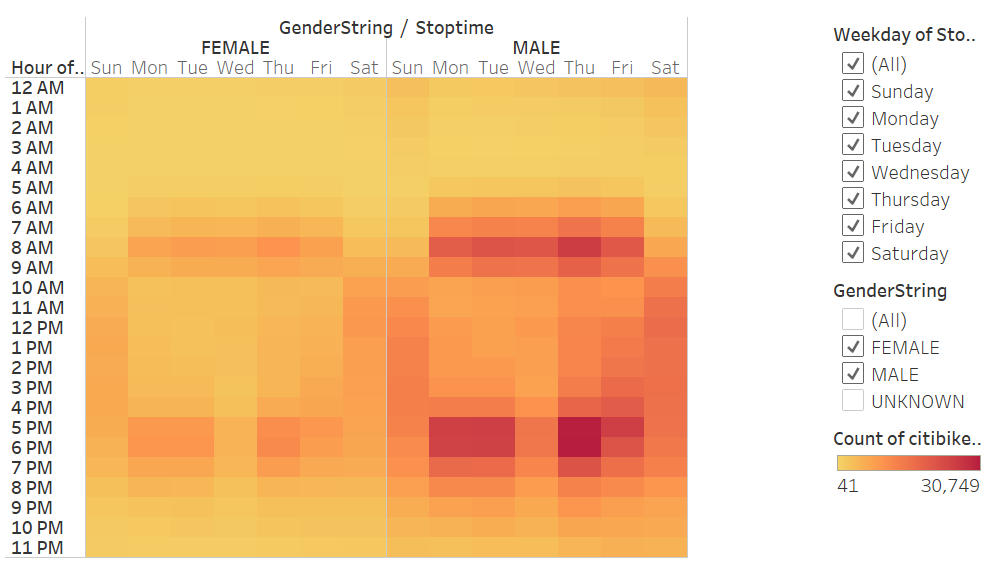 GenderString / Stoptime
FEMALE MALE
Hour of.. Sun Mon Tue Wed Thu Fri Sat Sun Mon Tue Wed Thu Fri Sat
12 AM
1 AM
2 AM
3 AM
4 AM
5 AM
6 AM
7 AM
8 AM
9 AM
10 AM
11 AM
12 PM
1 PM
2 PM
3 PM
4 PM
5 PM
6 PM
7 PM
8 PM
9 PM
10 PM
11 PM
Weekday of Sto..
(All)
Sunday
Monday
Tuesday
Wednesday
Thursday
Friday
Saturday
GenderString
(All)
FEMALE
MALE
UNKNOWN
Count of citibike..
41 30,749